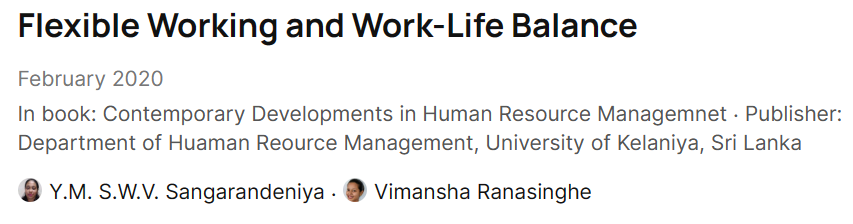 Flexible Working and Work-Life Balance
February 2020
In book: Contemporary Developments in Human Resource Managemnet · Publisher:
Department of Huaman Reource Management, University of Kelaniya, Sri Lanka
Y.M. S.W.V. Sangarandeniya · Vimansha Ranasinghe